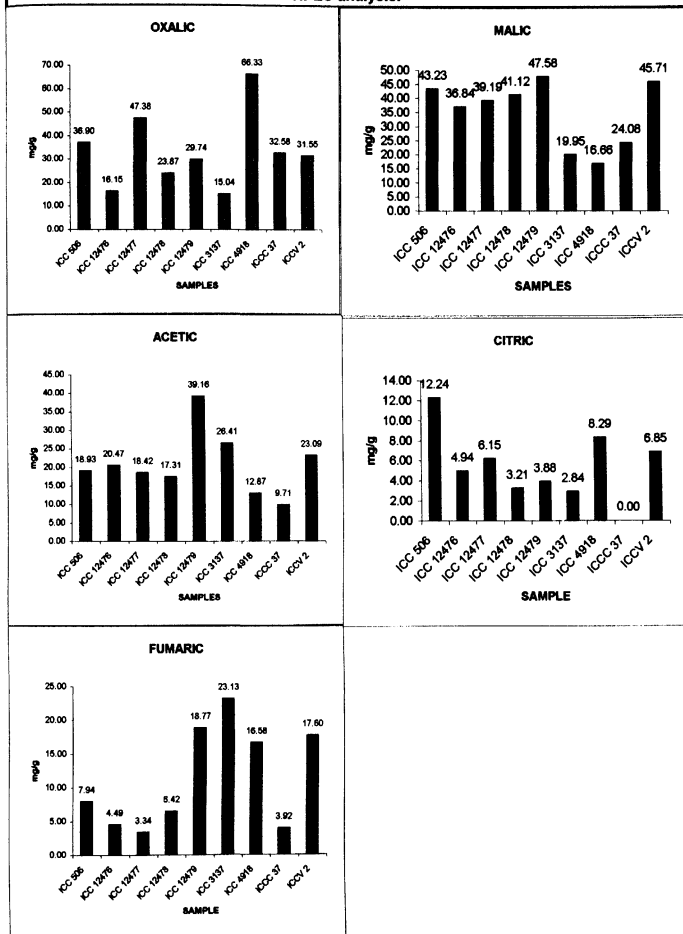 analysis.
OXALIC
mg/g
70.00
60.00
50.00
40.00
30.00
20.00
10.00
0.00
36.90
16.15
47.38
23.87
29.74
15.04
66.33
32.58
31.55
ICC 506
ICC 12476
ICC 12477
ICC 12478
ICC 12479
ICC 3137
ICC 4918
ICCC 37
ICCV 2
SAMPLES
MALIC
mg/g
50.00
45.00
40.00
35.00
30.00
25.00
20.00
15.00
10.00
5.00
0.00
43.23
36.84
39.19
41.12
47.58
19.95
16.66
24.08
45.71
ICC 506
ICC 12476
ICC 12477
ICC 12478
ICC 12479
ICC 3137
ICC 4918
ICCC 37
ICCV 2
SAMPLES
ACETIC
mg/g
45.00
40.00
35.00
30.00
25.00
20.00
15.00
10.00
5.00
0.00
18.93
20.47
18.42
17.31
39.16
26.41
12.87
9.71
23.09
ICC 506
ICC 12476
ICC 12477
ICC 12478
ICC 12479
ICC 3137
ICC 4918
ICCC 37
ICCV 2
SAMPLES
CITRIC
mg/g
14.00
12.00
10.00
8.00
6.00
4.00
2.00
0.00
12.24
4.94
6.15
3.21
3.88
2.84
8.29
0.00
6.85
ICC 506
ICC 12476
ICC 12477
ICC 12478
ICC 12479
ICC 3137
ICC 4918
ICCC 37
ICCV 2
SAMPLE
FUMARIC
mg/g
25.00
20.00
15.00
10.00
5.00
0.00
7.94
4.49
3.34
6.42
18.77
23.13
16.58
3.92
17.60
ICC 506
ICC 12476
ICC 12477
ICC 12478
ICC 12479
ICC 3137
ICC 4918
ICCC 37
ICCV 2
SAMPLE